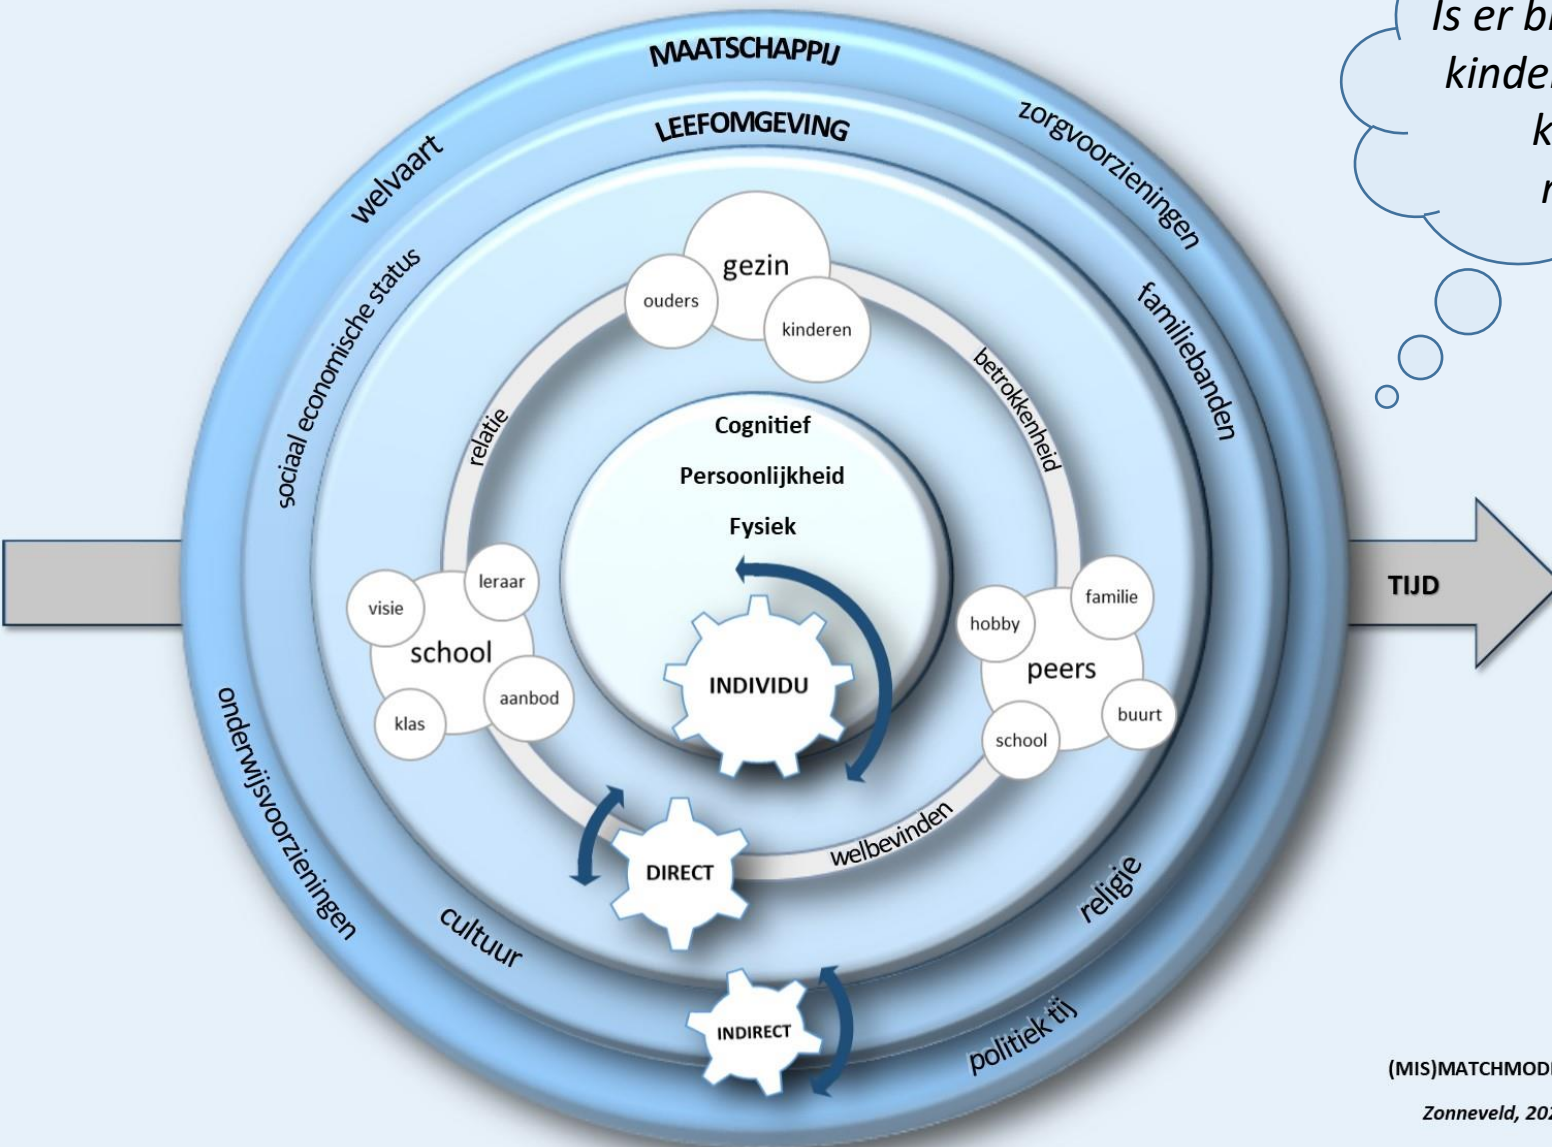 Is er
kinde
MAATSCHAPPIJ
LEEFOMGEVING
welvaart
zorgvoorzieningen
sociaal economische status
familiebanden
gezin
ouders
kinderen
relatie
betrokkenheid
Cognitief
Persoonlijkheid
Fysiek
INDIVIDU
leraar
visie
school
aanbod
klas
familie
hobby
peers
buurt
school
TIJD
welbevinden
DIRECT
INDIRECT
onderwijsvoorzieningen
cultuur
religie
politiek tij
(MIS)MATCHMOD
Zonneveld, 202